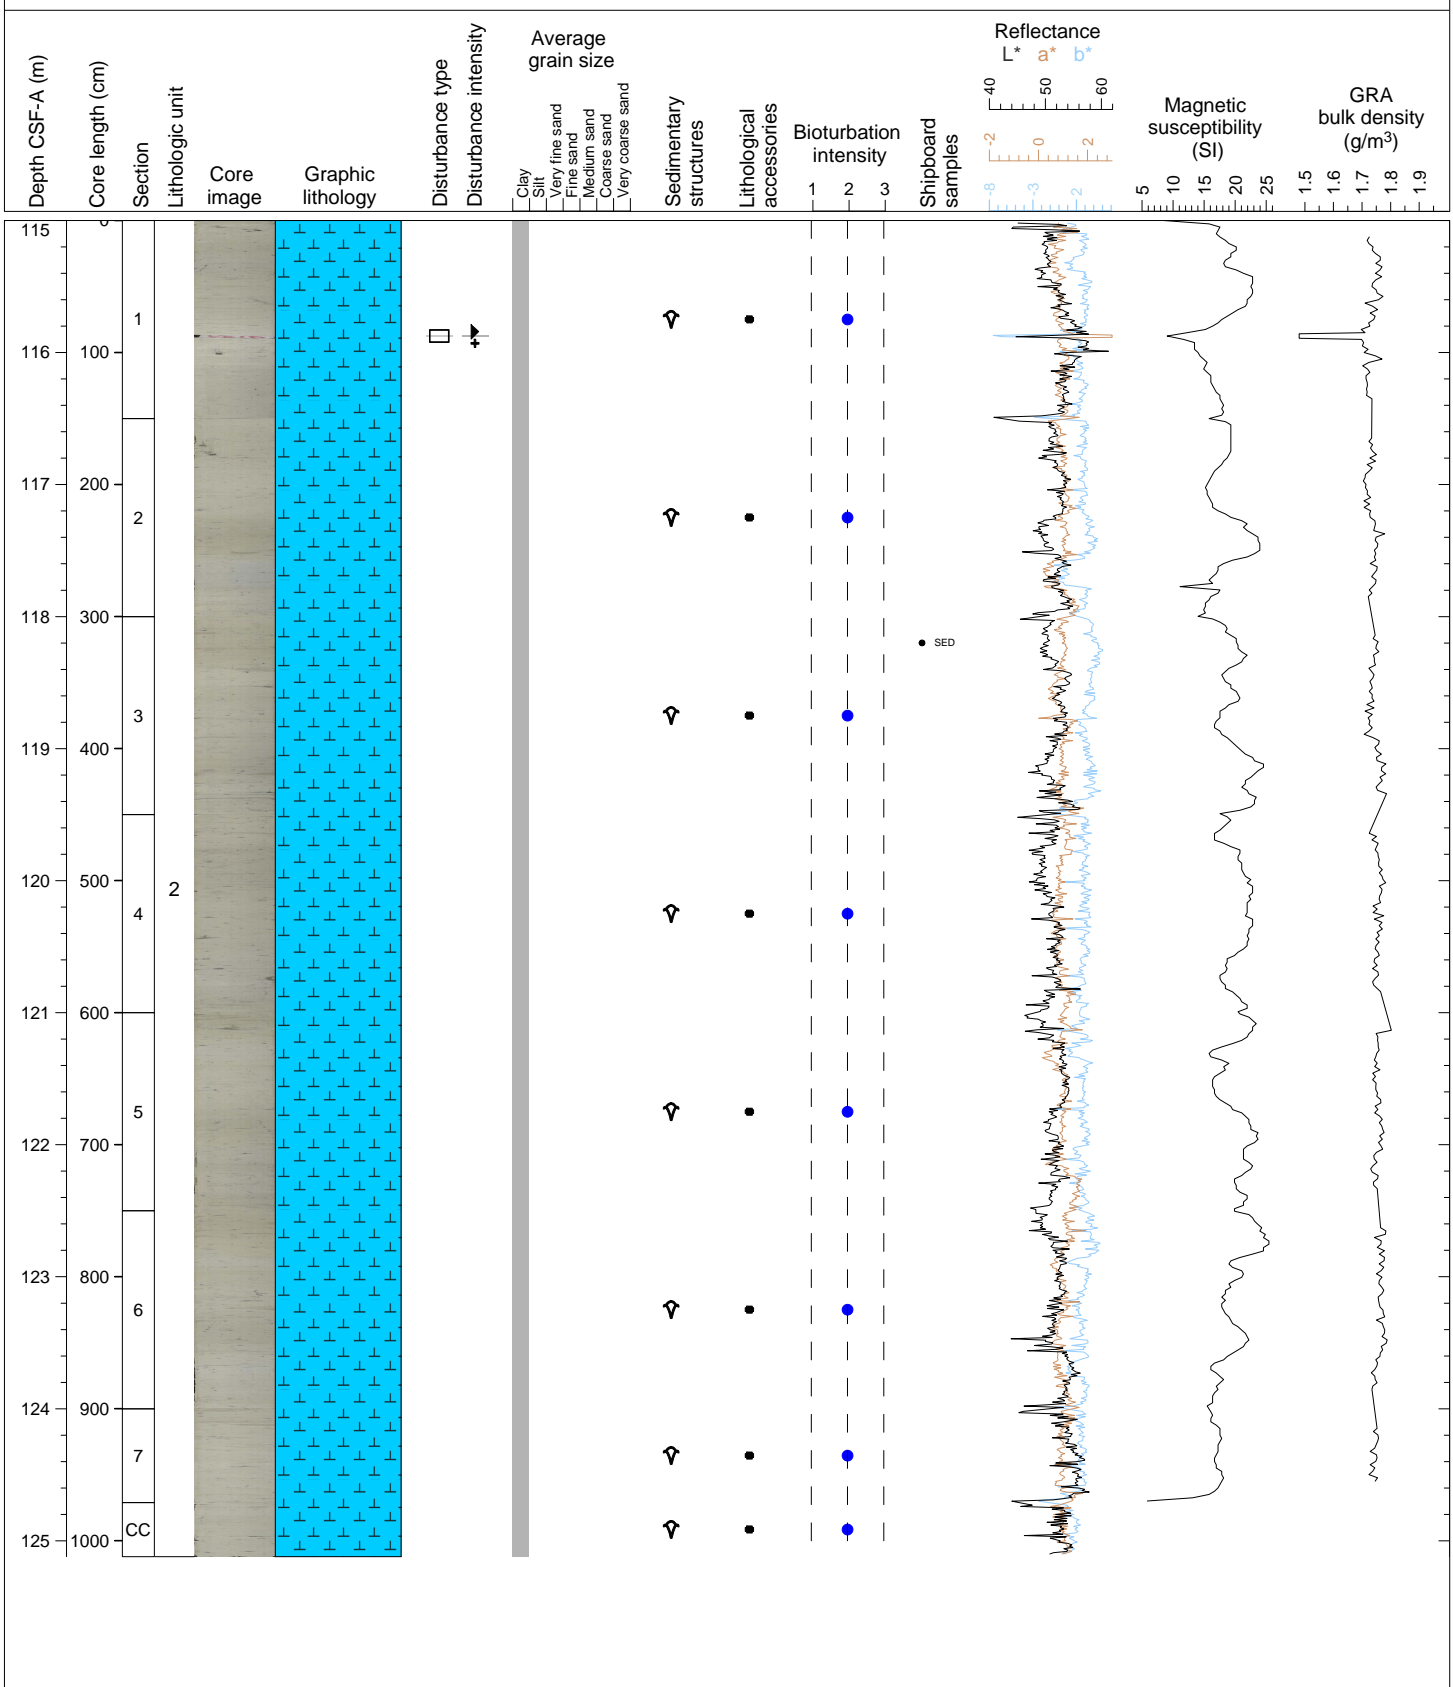 Depth CSF-A (m)
Core length (cm)
Section
Lithologic unit
Core
image
Graphic
lithology
Disturbance type
Disturbance intensity
Average
grain size
Clay
Silt
Very fine sand
Fine sand
Medium sand
Coarse sand
Very coarse sand
Sedimentary
structures
Lithological
accessories
Bioturbation
intensity
1 2 3
Shipboard
samples
Reflectance
L* a* b*
40 50 60
-2 0 2
-8 -3 2
Magnetic
susceptibility
(SI)
5 10 15 20 25
GRA
bulk density
(g/m³)
1.5 1.6 1.7 1.8 1.9
115 0
1
116 100
117 200
2
118 300
SED
3
119 400
120 500
2
4
121 600
5
122 700
123 800
6
124 900
7
CC
125 1000